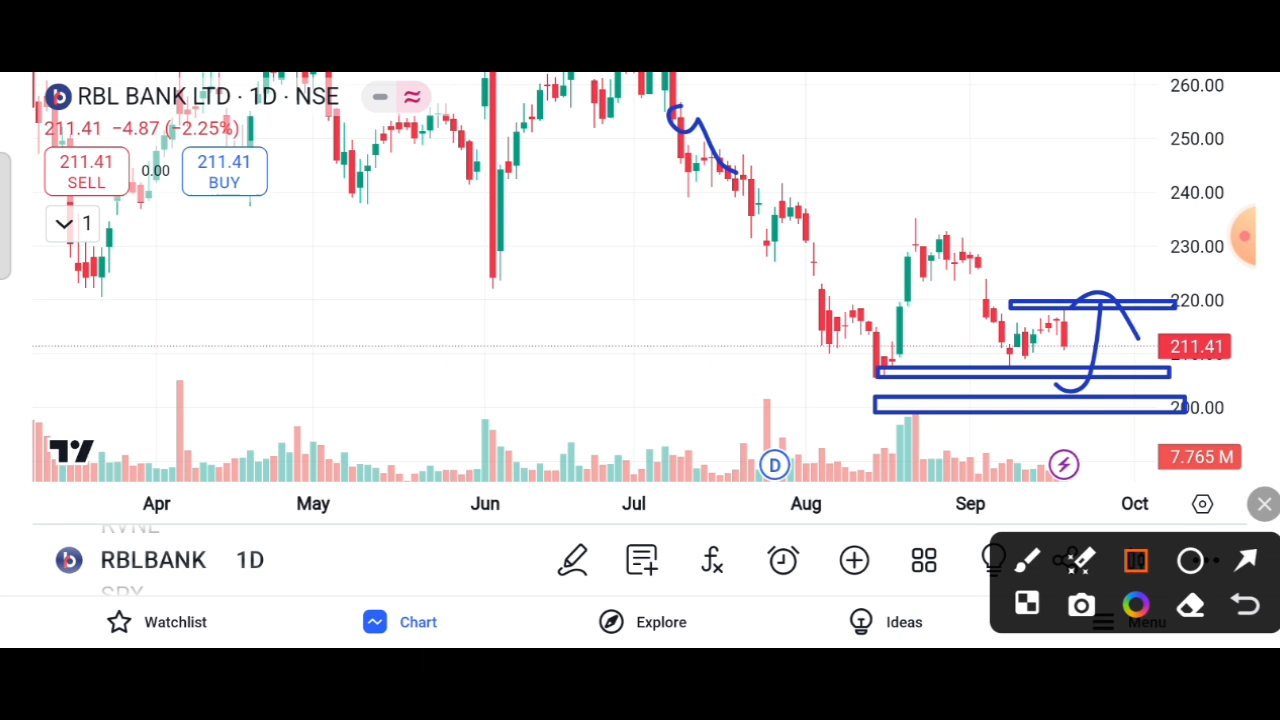 RBL BANK LTD · 1D · NSE
260.00
211.41 −4.87 (−2.25%)
250.00
211.41 SELL
0.00
211.41 BUY
240.00
1
230.00
220.00
211.41
200.00
D
7.765 M
Apr May Jun Jul Aug Sep Oct
RVNL
RBLBANK 1D
Watchlist Chart Explore Ideas Menu